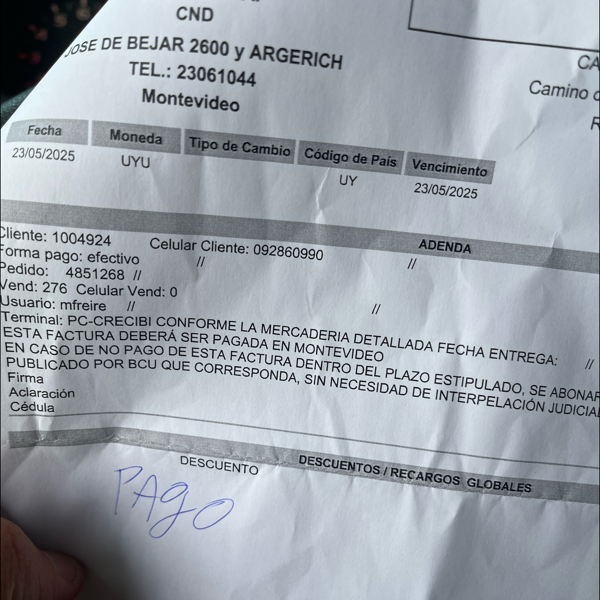 CND
JOSE DE BEJAR 2600 y ARGERICH
TEL.: 23061044
Montevideo
CA
Camino
R
Fecha Moneda Tipo de Cambio Código de País Vencimiento
23/05/2025 UYU UY 23/05/2025
ADENDA
Cliente: 1004924 Celular Cliente: 092860990 //
Forma pago: efectivo //
Pedido: 4851268 //
Vend: 276 Celular Vend: 0
Usuario: mfreire // //
Terminal: PC-CRECIBI CONFORME LA MERCADERIA DETALLADA FECHA ENTREGA: //
ESTA FACTURA DEBERÁ SER PAGADA EN MONTEVIDEO
EN CASO DE NO PAGO DE ESTA FACTURA DENTRO DEL PLAZO ESTIPULADO, SE ABONAR
PUBLICADO POR BCU QUE CORRESPONDA, SIN NECESIDAD DE INTERPELACIÓN JUDICIAL
Firma
Aclaración
Cédula
DESCUENTOS / RECARGOS GLOBALES
DESCUENTO
PAgO